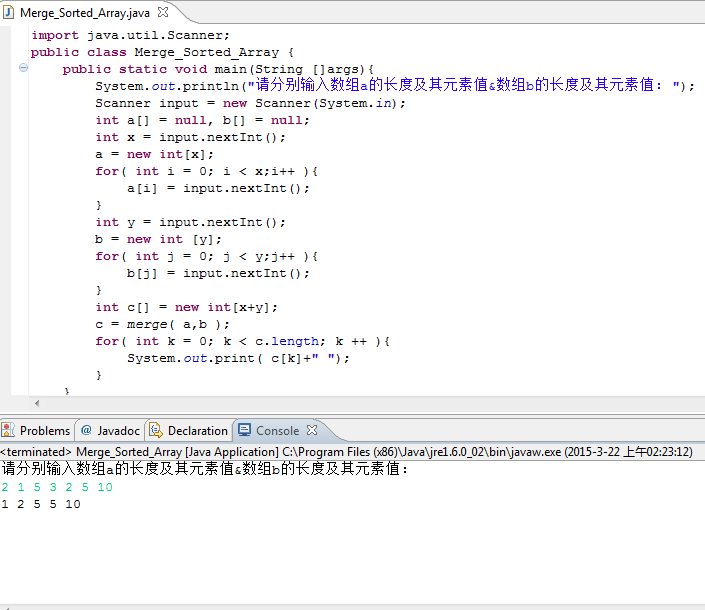 Merge_Sorted_Array.java
import java.util.Scanner;
public class Merge_Sorted_Array {
public static void main(String []args){
System.out.println("请分别输入数组a的长度及其元素值&数组b的长度及其元素值: ");
Scanner input = new Scanner(System.in);
int a[] = null, b[] = null;
int x = input.nextInt();
a = new int[x];
for( int i = 0; i < x;i++ ){
a[i] = input.nextInt();
}
int y = input.nextInt();
b = new int [y];
for( int j = 0; j < y;j++ ){
b[j] = input.nextInt();
}
int c[] = new int[x+y];
c = merge( a,b );
for( int k = 0; k < c.length; k ++ ){
System.out.print( c[k]+" ");
}
}
Problems @ Javadoc Declaration Console
<terminated> Merge_Sorted_Array [Java Application] C:\Program Files (x86)\Java\jre1.6.0_02\bin\javaw.exe (2015-3-22 上午02:23:12)
请分别输入数组a的长度及其元素值&数组b的长度及其元素值:
2 1 5 3 2 5 10
1 2 5 5 10